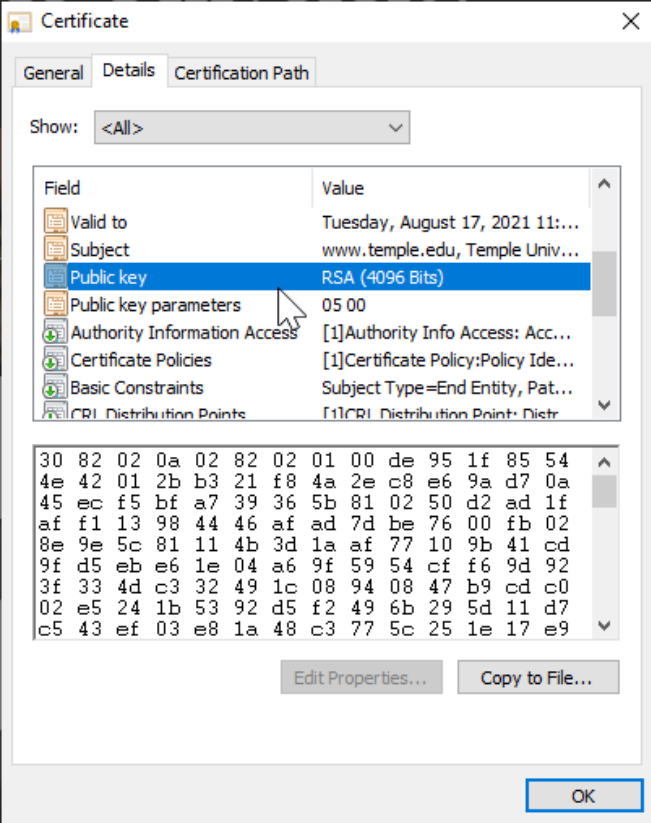 Certificate
General Details Certification Path
Show: <All>
Field Value
Valid to Tuesday, August 17, 2021 11:...
Subject www.temple.edu, Temple Univ...
Public key RSA (4096 Bits)
Public key parameters 05 00
Authority Information Access [1]Authority Info Access: Acc...
Certificate Policies [1]Certificate Policy:Policy Ide...
Basic Constraints Subject Type=End Entity, Pat...
CRL Distribution Points [1]CRL Distribution Point: Distr
30 82 02 0a 02 82 02 01 00 de 95 1f 85 54
4e 42 01 2b b3 21 f8 4a 2e c8 e6 9a d7 0a
45 ec f5 bf a7 39 36 5b 81 02 50 d2 ad 1f
af f1 13 98 44 46 af ad 7d be 76 00 fb 02
8e 9e 5c 81 11 4b 3d 1a af 77 10 9b 41 cd
9f d5 eb e6 1e 04 a6 9f 59 54 cf f6 9d 92
3f 33 4d c3 32 49 1c 08 94 08 47 b9 cd c0
02 e5 24 1b 53 92 d5 f2 49 6b 29 5d 11 d7
c5 43 ef 03 e8 1a 48 c3 77 5c 25 1e 17 e9
Edit Properties... Copy to File...
OK